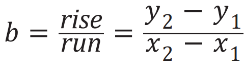 b = rise/run = (y₂ − y₁)/(x₂ − x₁)